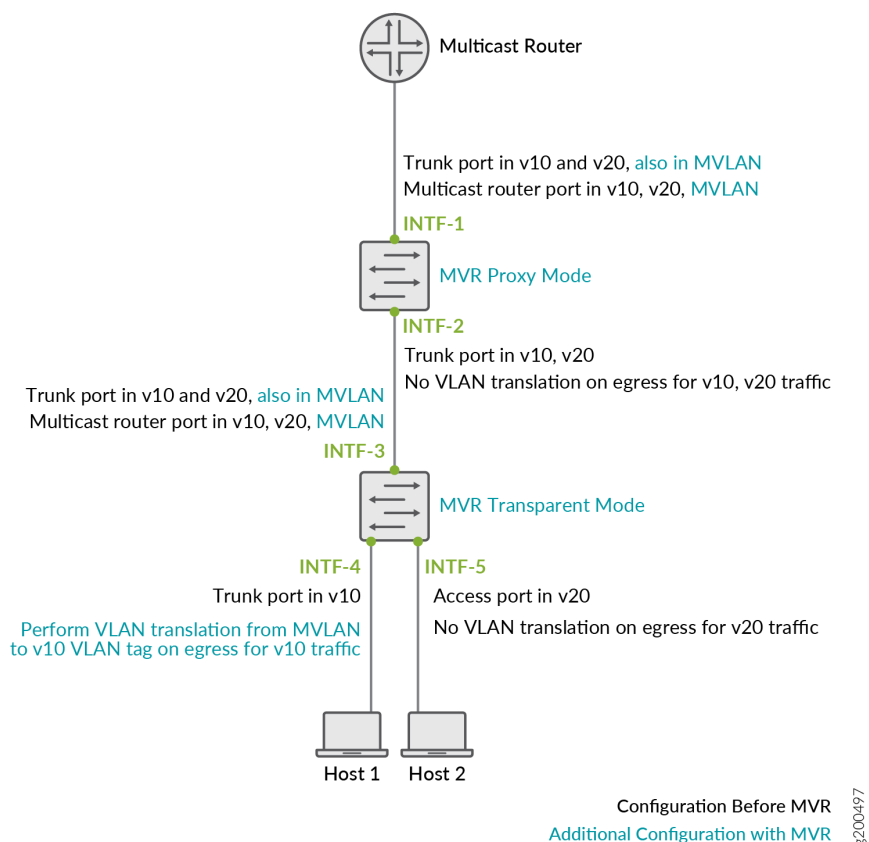 Multicast Router
Trunk port in v10 and v20, also in MVLAN
Multicast router port in v10, v20, MVLAN
INTF-1
MVR Proxy Mode
INTF-2
Trunk port in v10, v20
No VLAN translation on egress for v10, v20 traffic
Trunk port in v10 and v20, also in MVLAN
Multicast router port in v10, v20, MVLAN
INTF-3
MVR Transparent Mode
INTF-4
Trunk port in v10
Perform VLAN translation from MVLAN
to v10 VLAN tag on egress for v10 traffic
INTF-5
Access port in v20
No VLAN translation on egress for v20 traffic
Host 1
Host 2
Configuration Before MVR
Additional Configuration with MVR
g200497